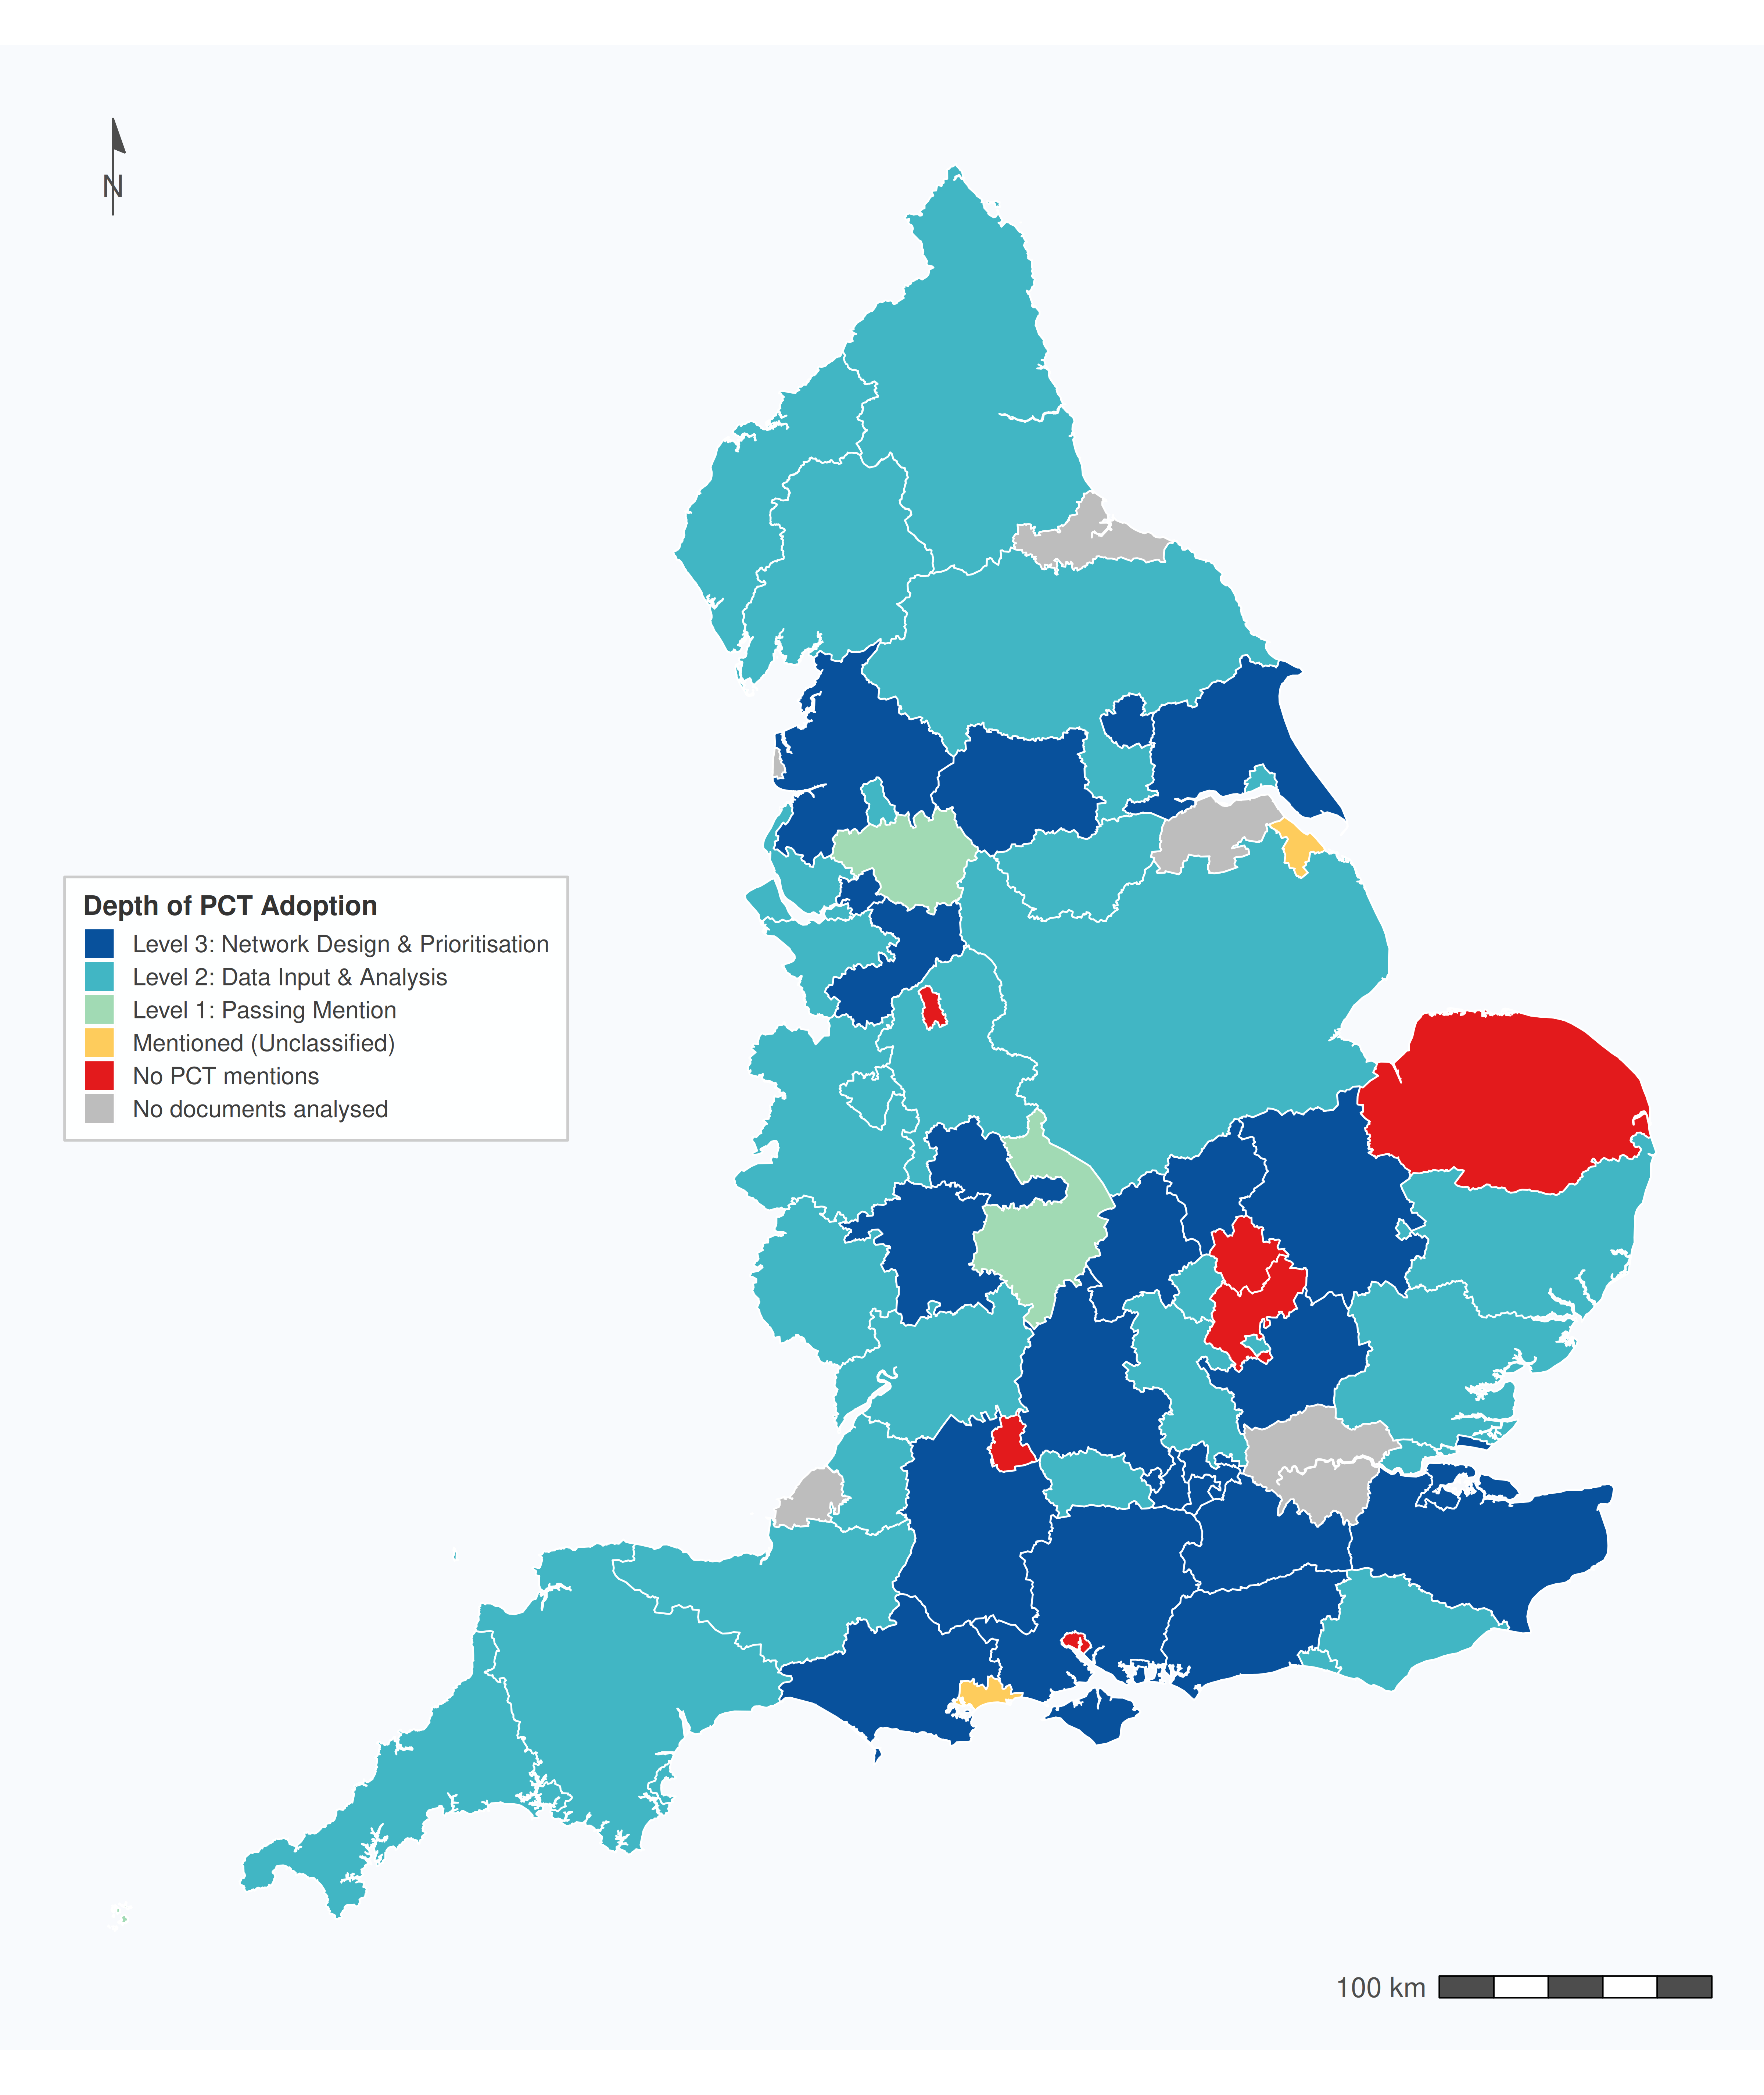 N
Depth of PCT Adoption
Level 3: Network Design & Prioritisation
Level 2: Data Input & Analysis
Level 1: Passing Mention
Mentioned (Unclassified)
No PCT mentions
No documents analysed
100 km